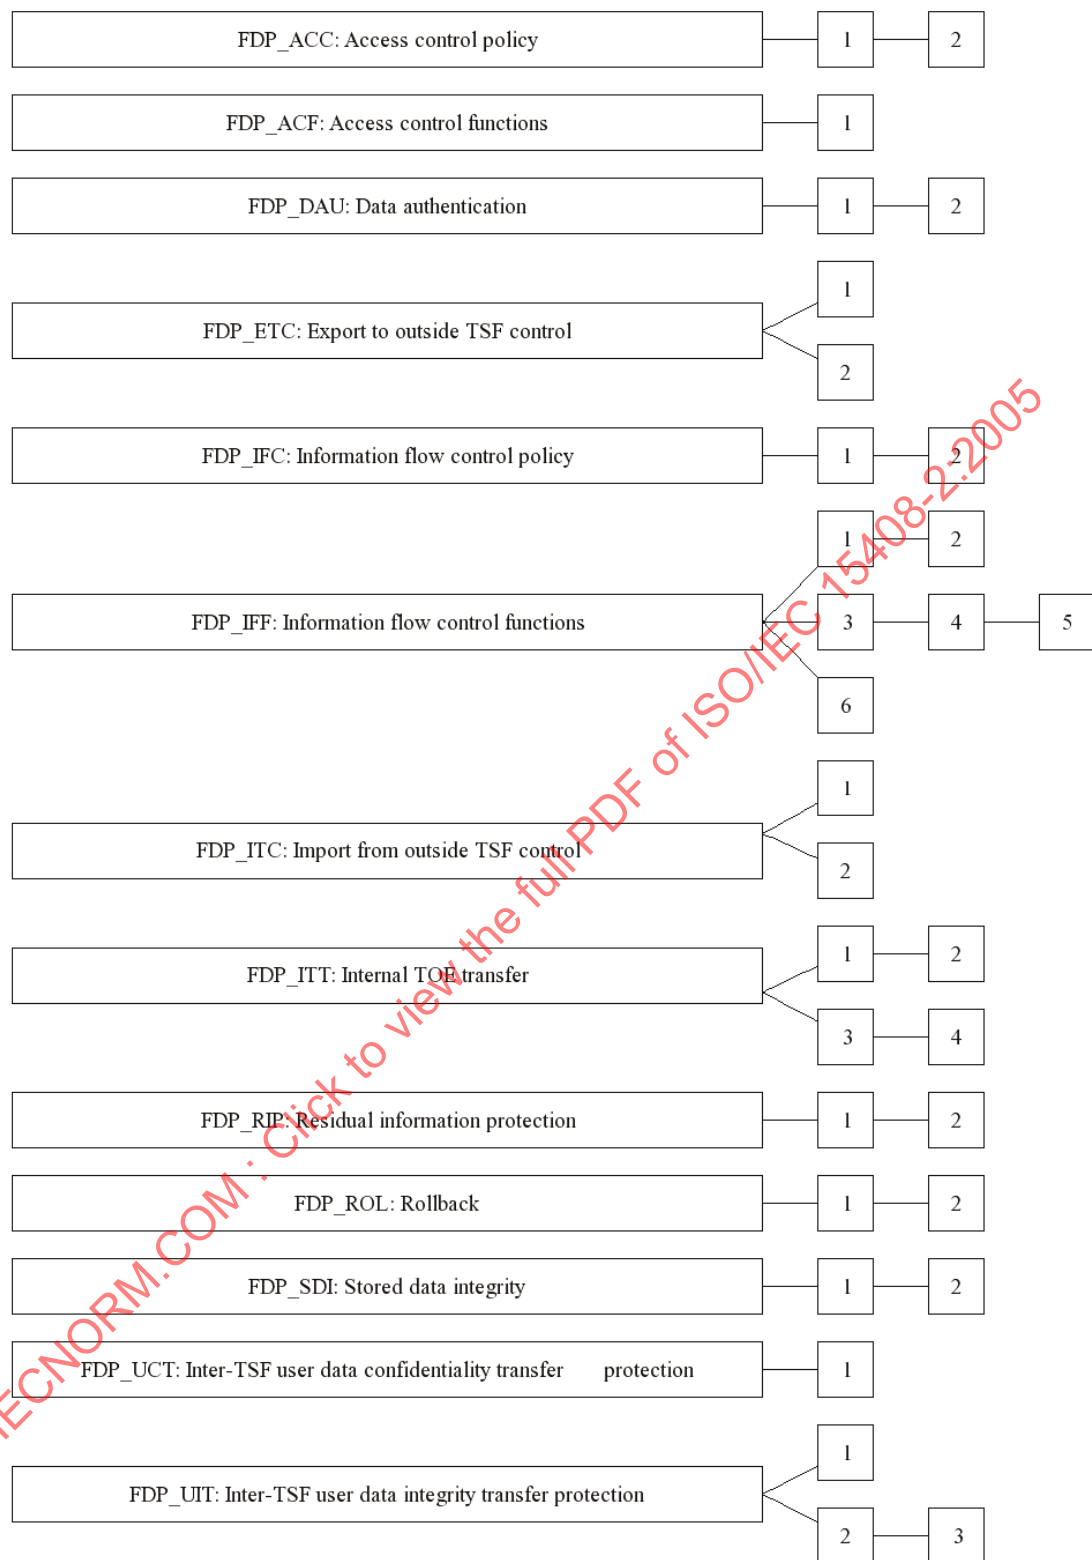 FDP_ACC: Access control policy 1 2
FDP_ACF: Access control functions 1
FDP_DAU: Data authentication 1 2
1
FDP_ETC: Export to outside TSF control
2
FDP_IFC: Information flow control policy 1 2
1 2
FDP_IFF: Information flow control functions 3 4 5
6
1
FDP_ITC: Import from outside TSF control
2
1 2
FDP_ITT: Internal TOE transfer
3 4
FDP_RIP: Residual information protection 1 2
FDP_ROL: Rollback 1 2
FDP_SDI: Stored data integrity 1 2
FDP_UCT: Inter-TSF user data confidentiality transfer protection 1
1
FDP_UIT: Inter-TSF user data integrity transfer protection
2 3
IECNORM.COM : Click to view the full PDF of ISO/IEC 15408-2:2005